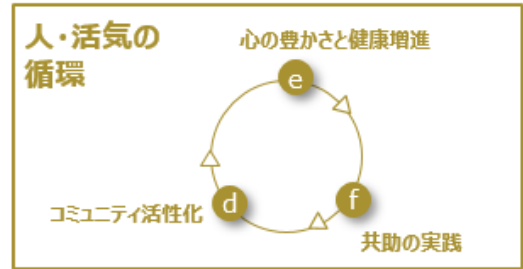 人・活気の
循環
心の豊かさと健康増進
e
d
f
コミュニティ活性化
共助の実践